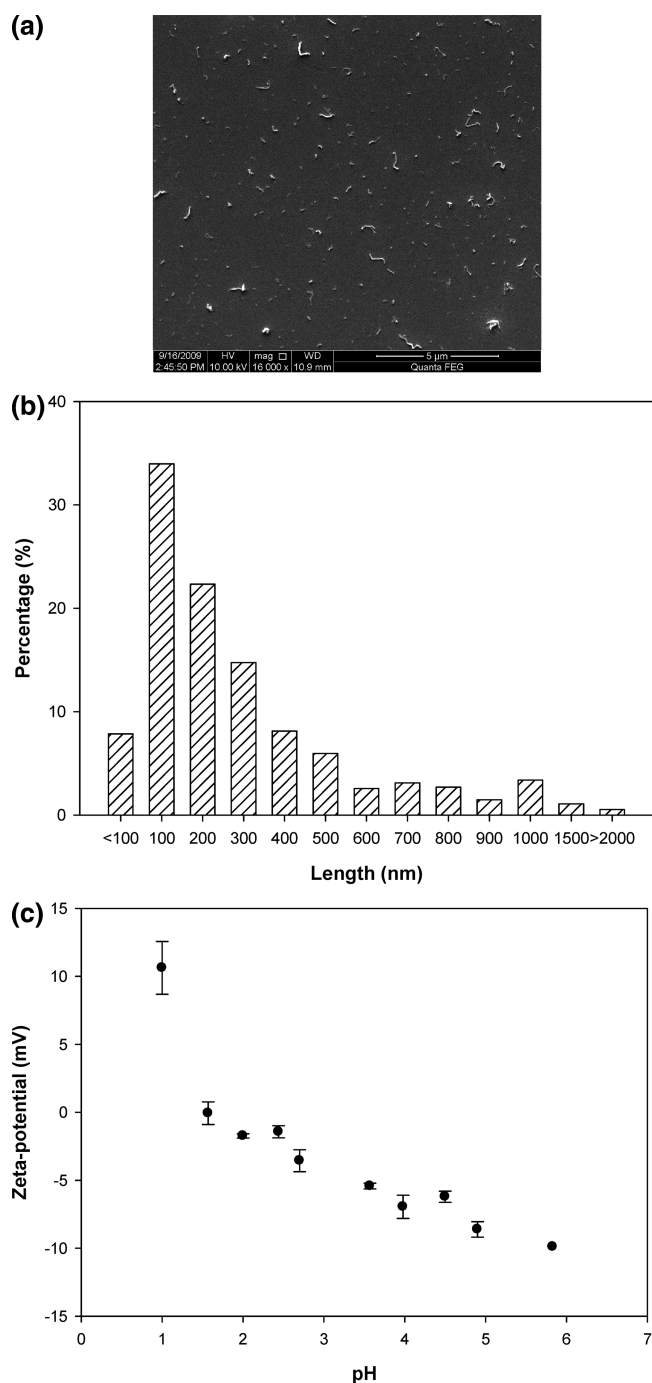 (a)
9/16/2009 HV mag WD 5 µm
2:45:50 PM 10.00 kV 16 000 x 10.9 mm Quanta FEG
(b)
40
30
20
10
0
Percentage (%)
<100 100 200 300 400 500 600 700 800 900 1000 1500 >2000
Length (nm)
(c)
15
10
5
0
-5
-10
-15
Zeta-potential (mV)
0 1 2 3 4 5 6 7
pH